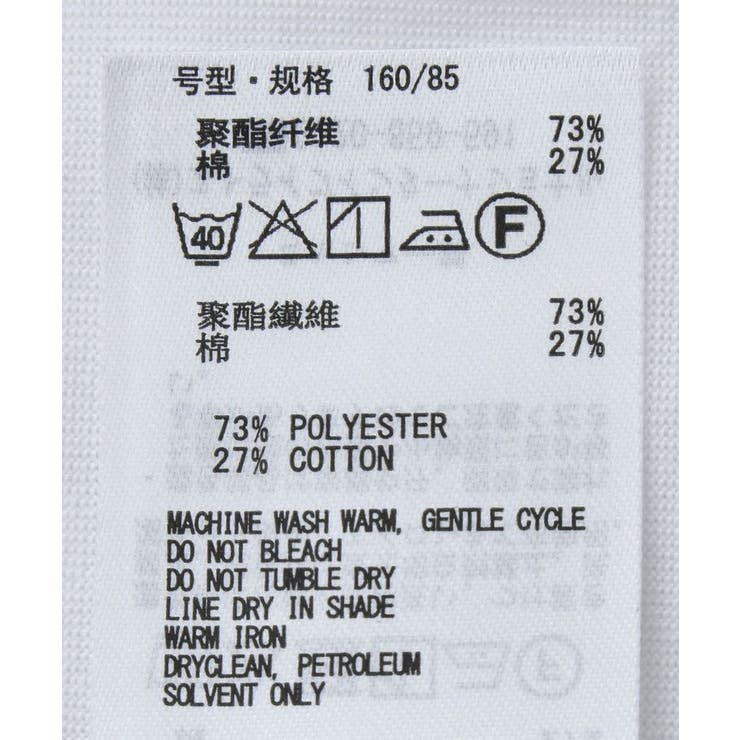 号型・规格 160/85
聚酯纤维 73%
棉 27%
40 F
聚酯纖維 73%
棉 27%
73% POLYESTER
27% COTTON
MACHINE WASH WARM, GENTLE CYCLE
DO NOT BLEACH
DO NOT TUMBLE DRY
LINE DRY IN SHADE
WARM IRON
DRYCLEAN, PETROLEUM
SOLVENT ONLY